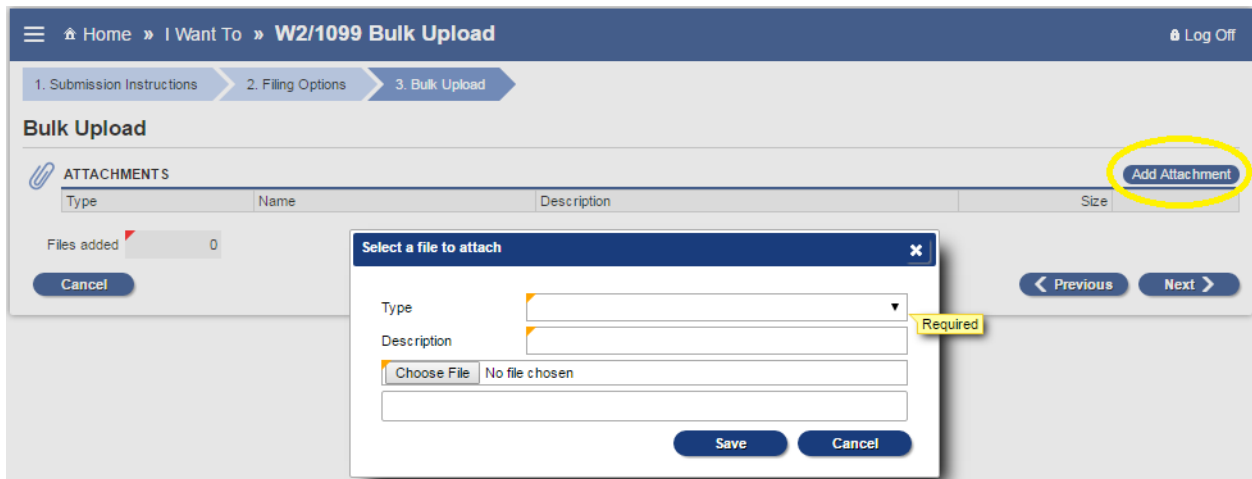 Home » I Want To » W2/1099 Bulk Upload Log Off
1. Submission Instructions 2. Filing Options 3. Bulk Upload
Bulk Upload
ATTACHMENTS Add Attachment
Type Name Description Size
Files added 0
Cancel Previous Next
Select a file to attach
Type
Required
Description
Choose File No file chosen
Save Cancel